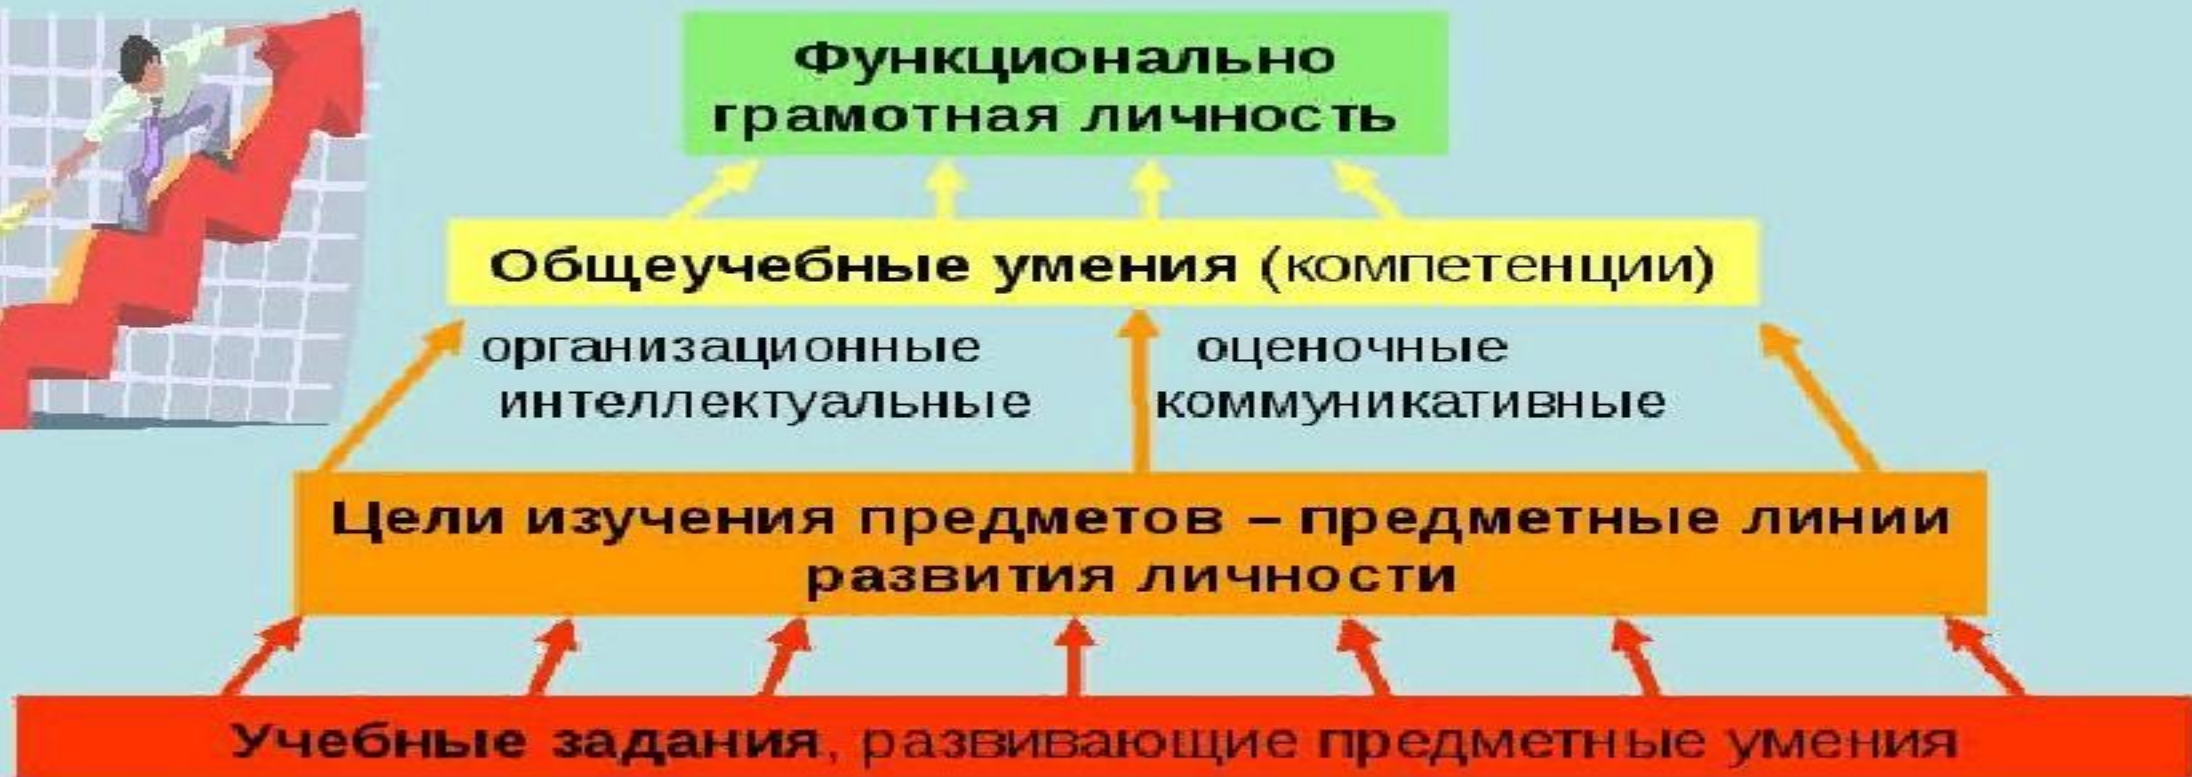 Функционально
грамотная личность
Общеучебные умения (компетенции)
организационные оценочные
интеллектуальные коммуникативные
Цели изучения предметов – предметные линии
развития личности
Учебные задания, развивающие предметные умения